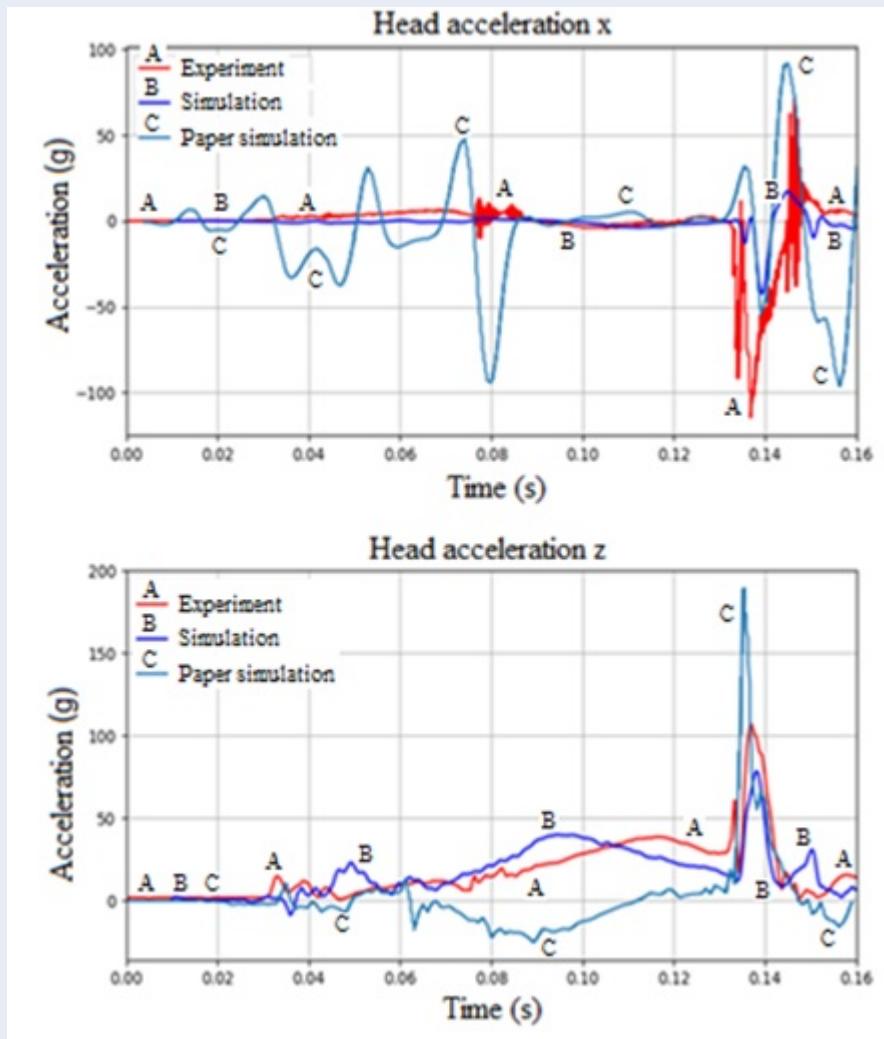 Head acceleration x
100
50
0
−50
−100
Acceleration (g)
A
Experiment
B
Simulation
C
Paper simulation
A B A C A C B C A
C C B B
A C
0.00 0.02 0.04 0.06 0.08 0.10 0.12 0.14 0.16
Time (s)
Head acceleration z
200
150
100
50
0
Acceleration (g)
A
Experiment
B
Simulation
C
Paper simulation
C
B A B
A B C A B A B A
C C C
0.00 0.02 0.04 0.06 0.08 0.10 0.12 0.14 0.16
Time (s)